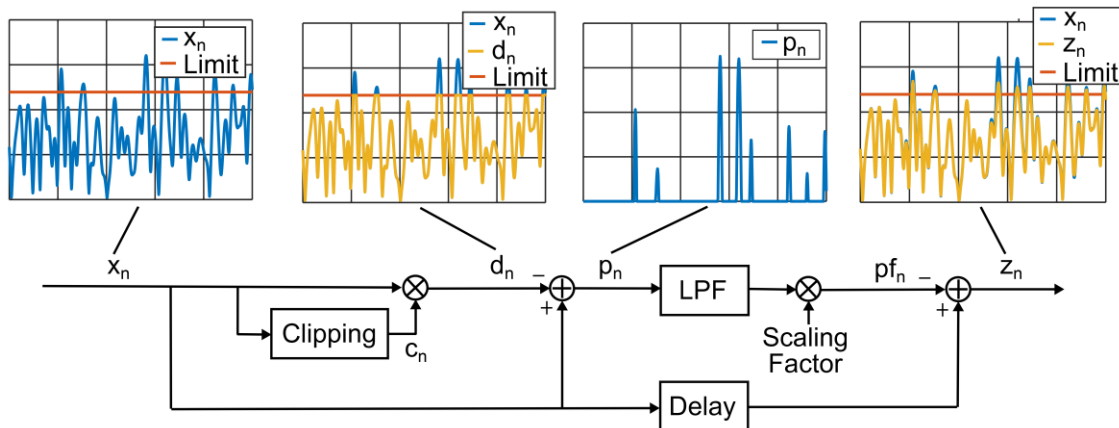 xₙ
Limit
xₙ
dₙ
Limit
pₙ
xₙ
zₙ
Limit
xₙ
dₙ
−
+
pₙ
LPF
pfₙ
−
+
zₙ
Clipping
cₙ
Scaling
Factor
Delay